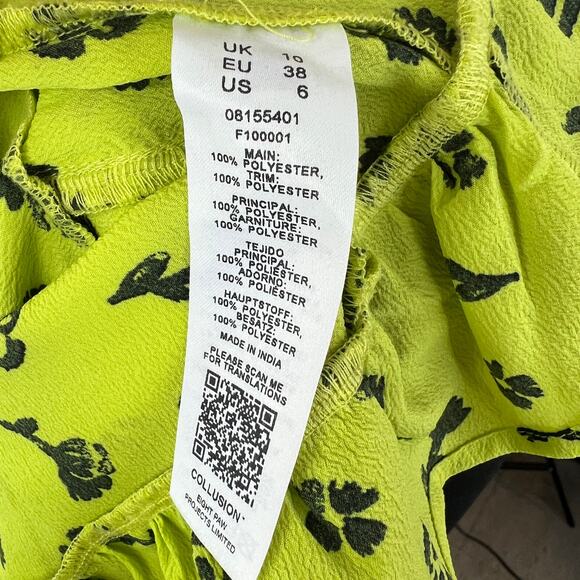 UK 10
EU 38
US 6
08155401
F100001
MAIN:
100% POLYESTER,
TRIM:
100% POLYESTER
PRINCIPAL:
100% POLYESTER,
GARNITURE:
100% POLYESTER
TEJIDO
PRINCIPAL:
100% POLIÉSTER,
ADORNO:
100% POLIÉSTER
HAUPTSTOFF:
100% POLYESTER,
BESATZ:
100% POLYESTER
MADE IN INDIA
PLEASE SCAN ME
FOR TRANSLATIONS
COLLUSION
EIGHT PAW
PROJECTS LIMITED